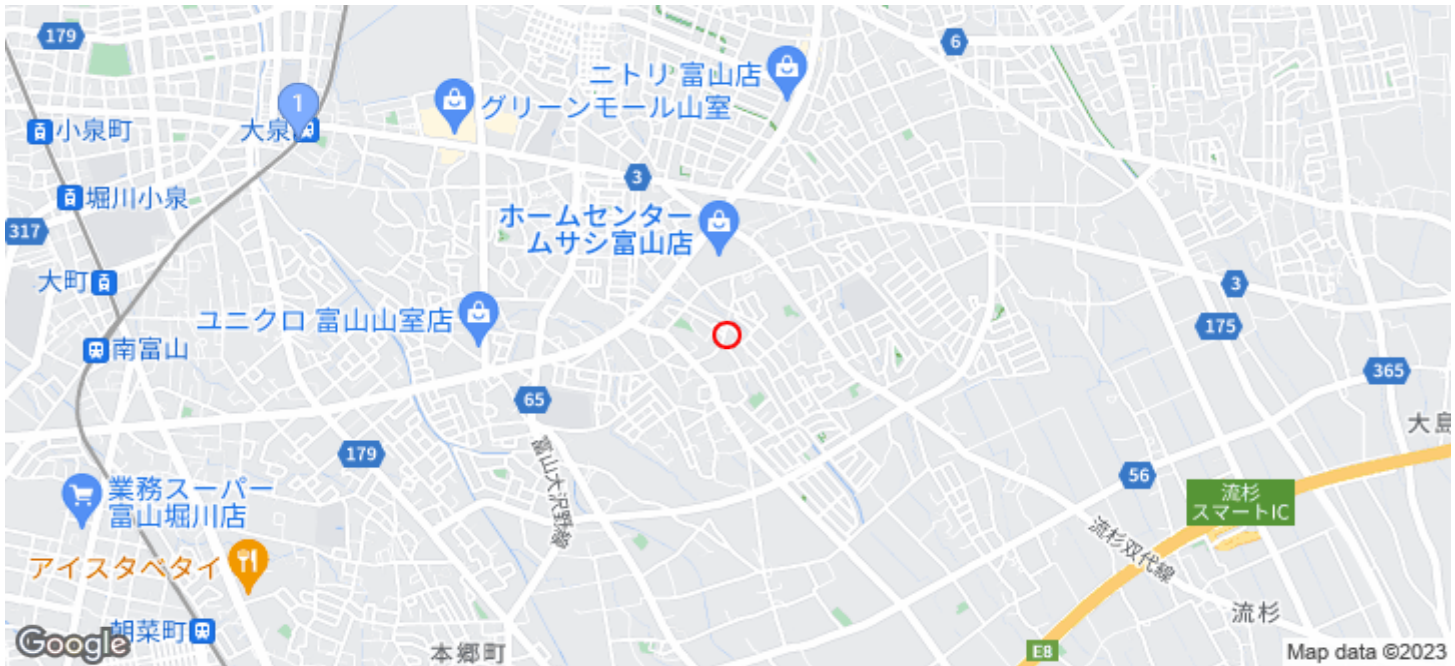 179
6
ニトリ 富山店
グリーンモール山室
1
小泉町
大泉
3
堀川小泉
ホームセンター
ムサシ富山店
317
大町
3
ユニクロ 富山山室店
175
南富山
365
65
大島
179
富山大沢野線
56
業務スーパー
富山堀川店
流杉
スマートIC
流杉双代線
アイスタベタイ
流杉
朝菜町
本郷町
E8
Google
Map data ©2023